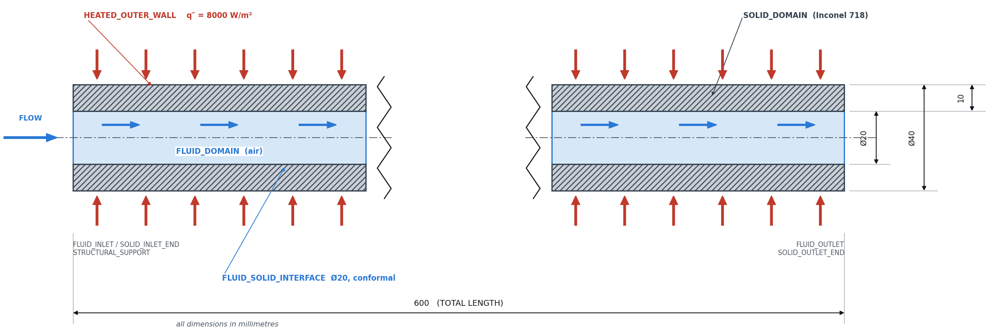 HEATED_OUTER_WALL    q″ = 8000 W/m²
SOLID_DOMAIN  (Inconel 718)
10
FLOW
Ø20
Ø40
FLUID_DOMAIN  (air)
FLUID_INLET / SOLID_INLET_END
STRUCTURAL_SUPPORT
FLUID_OUTLET
SOLID_OUTLET_END
FLUID_SOLID_INTERFACE  Ø20, conformal
600   (TOTAL LENGTH)
all dimensions in millimetres